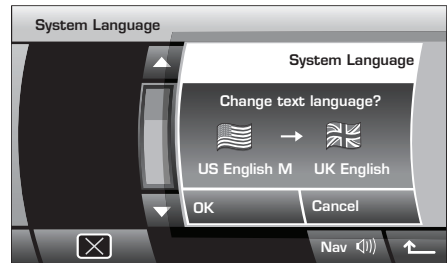 System Language
System Language
Change text language?
US English M → UK English
OK
Cancel
Nav